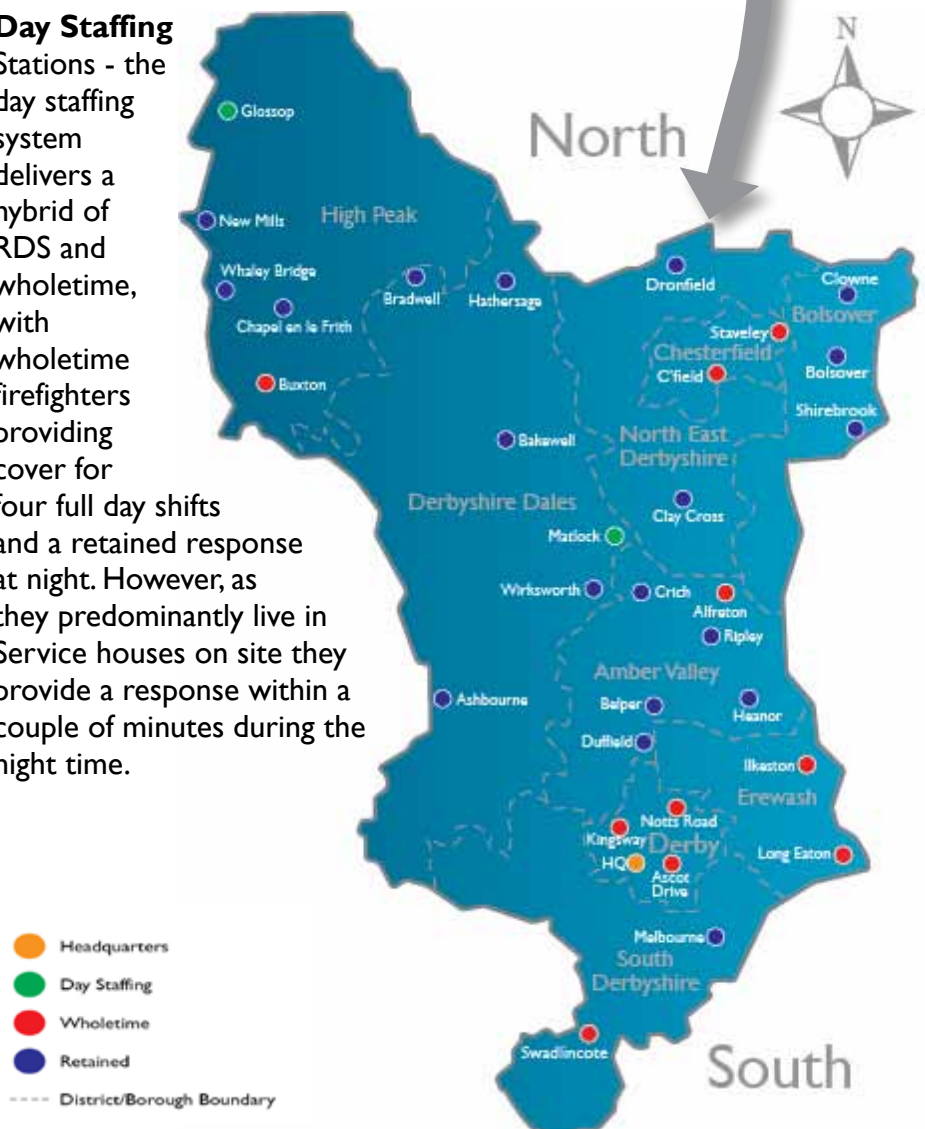 Day Staffing
Stations - the
day staffing
system
delivers a
hybrid of
RDS and
wholetime,
with
wholetime
firefighters
providing
cover for
four full day shifts
and a retained response
at night. However, as
they predominantly live in
Service houses on site they
provide a response within a
couple of minutes during the
night time.
N
North
Glossop
New Mills
High Peak
Whaley Bridge
Chapel en le Frith
Bradwell
Hathersage
Dronfield
Clowne
Bolsover
Staveley
Chesterfield
C'field
Bolsover
Buxton
Shirebrook
Bakewell
North East
Derbyshire
Derbyshire Dales
Clay Cross
Matlock
Wirksworth
Crich
Alfreton
Ripley
Amber Valley
Ashbourne
Belper
Heanor
Duffield
Ilkeston
Erewash
Notts Road
Kingsway
Derby
HQ
Ascot
Drive
Long Eaton
Melbourne
South
Derbyshire
Swadlincote
South
Headquarters
Day Staffing
Wholetime
Retained
District/Borough Boundary